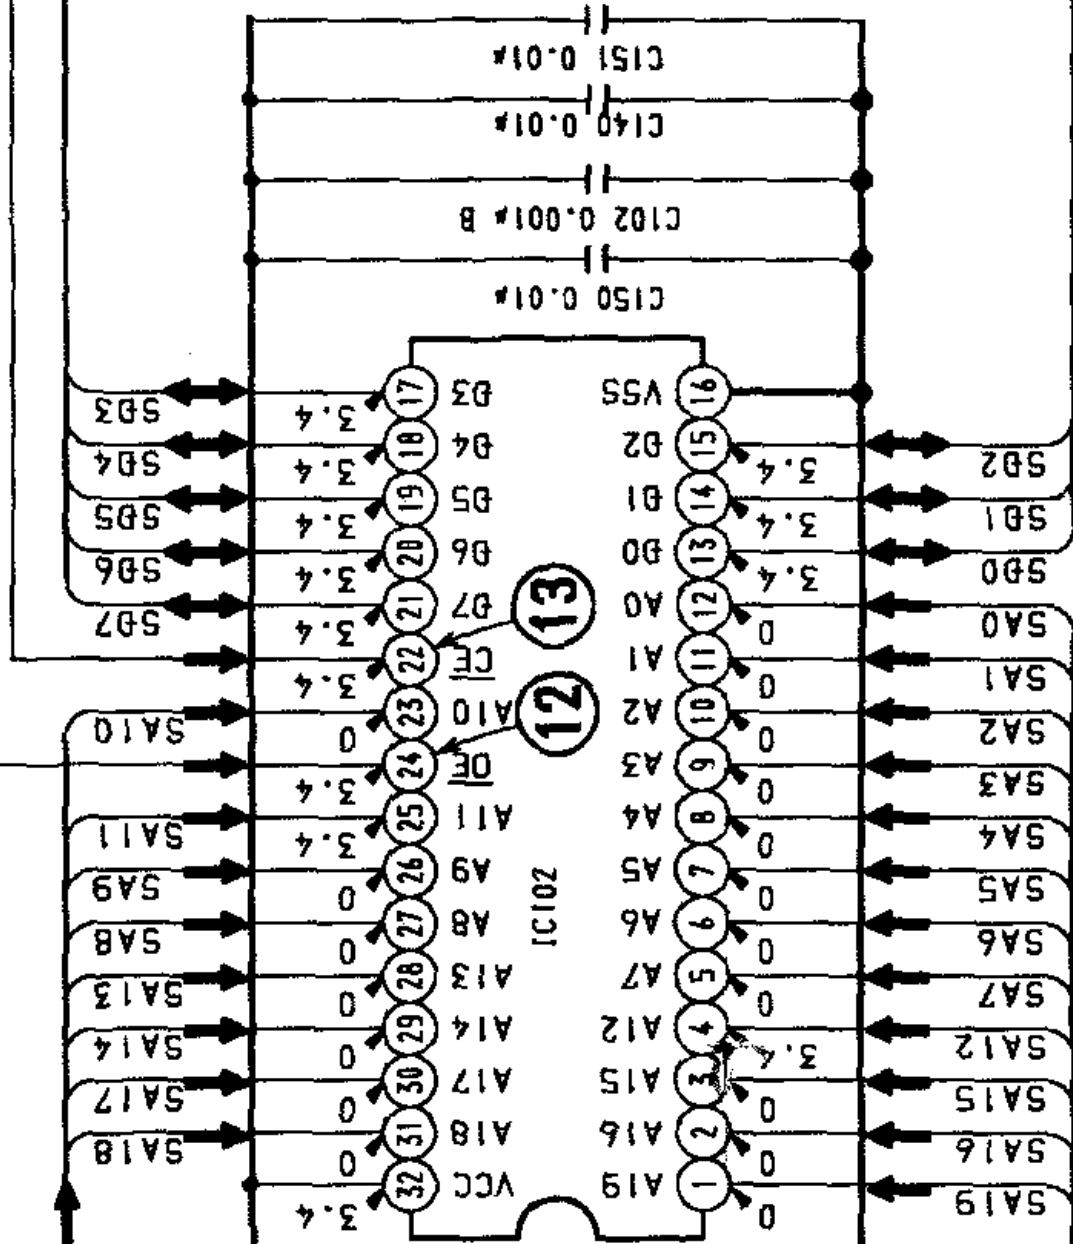 C151 0.01μ
C140 0.01μ
C102 0.001μ B
C150 0.01μ
SD3 3.4 17 D3 VSS 16
SD4 3.4 18 D4 D2 15 3.4 SD2
SD5 3.4 19 D5 D1 14 3.4 SD1
SD6 3.4 20 D6 D0 13 3.4 SD0
SD7 3.4 21 D7 13 A0 12 0 SA0
3.4 22 CE A1 11 0 SA1
SA10 0 23 A10 12 A2 10 0 SA2
3.4 24 OE A3 9 0 SA3
SA11 3.4 25 A11 A4 8 0 SA4
SA9 0 26 A9 A5 7 0 SA5
SA8 0 27 A8 IC102 A6 6 0 SA6
SA13 0 28 A13 A7 5 0 SA7
SA14 0 29 A14 A12 4 3.4 SA12
SA17 0 30 A17 A15 3 0 SA15
SA18 0 31 A18 A16 2 0 SA16
3.4 32 VCC A19 1 0 SA19